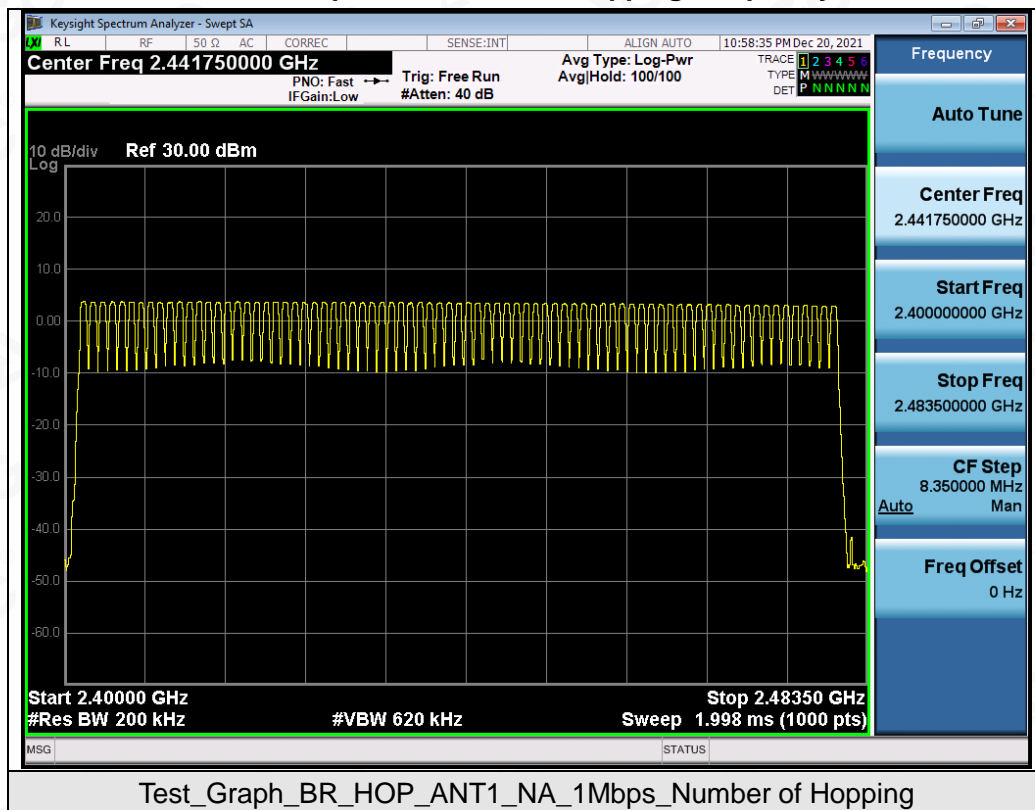 Keysight Spectrum Analyzer - Swept SA
LXI RL RF 50 Ω AC CORREC SENSE:INT ALIGN AUTO 10:58:35 PM Dec 20, 2021
Center Freq 2.441750000 GHz
PNO: Fast
IFGain:Low
Trig: Free Run
#Atten: 40 dB
Avg Type: Log-Pwr
Avg|Hold: 100/100
TRACE 1 2 3 4 5 6
TYPE M WWWWW
DET P N N N N N
10 dB/div Ref 30.00 dBm
Log
20.0
10.0
0.00
-10.0
-20.0
-30.0
-40.0
-50.0
-60.0
Start 2.40000 GHz Stop 2.48350 GHz
#Res BW 200 kHz #VBW 620 kHz Sweep 1.998 ms (1000 pts)
MSG STATUS
Frequency
Auto Tune
Center Freq
2.441750000 GHz
Start Freq
2.400000000 GHz
Stop Freq
2.483500000 GHz
CF Step
8.350000 MHz
Auto Man
Freq Offset
0 Hz
Test_Graph_BR_HOP_ANT1_NA_1Mbps_Number of Hopping